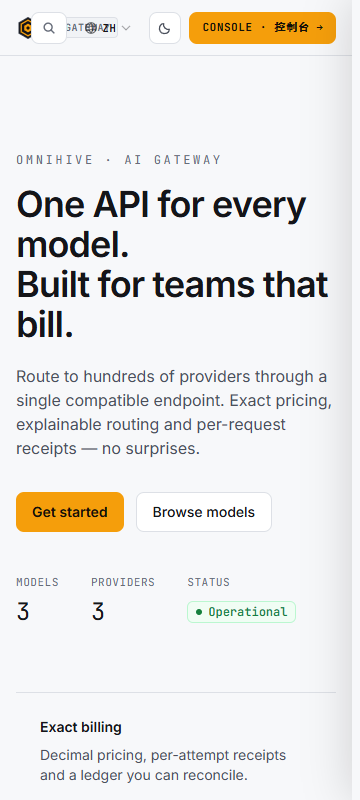 ZH
CONSOLE · 控制台 →
OMNIHIVE · AI GATEWAY
One API for every
model.
Built for teams that
bill.
Route to hundreds of providers through a
single compatible endpoint. Exact pricing,
explainable routing and per-request
receipts — no surprises.
Get started
Browse models
MODELS
PROVIDERS
STATUS
3
3
Operational
Exact billing
Decimal pricing, per-attempt receipts
and a ledger you can reconcile.